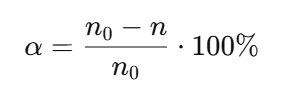 α = (n₀ − n) / n₀ · 100%